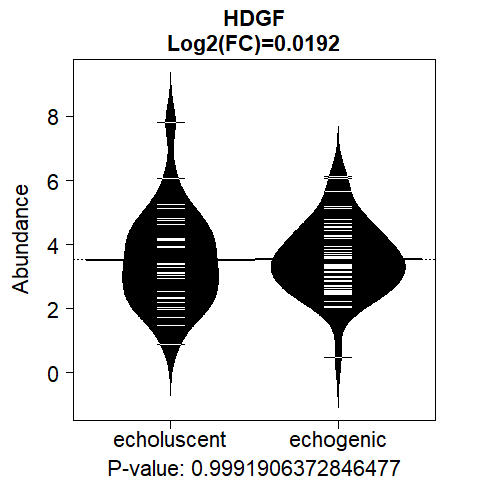 HDGF
Log2(FC)=0.0192
Abundance
8
6
4
2
0
echoluscent
echogenic
P-value: 0.9991906372846477